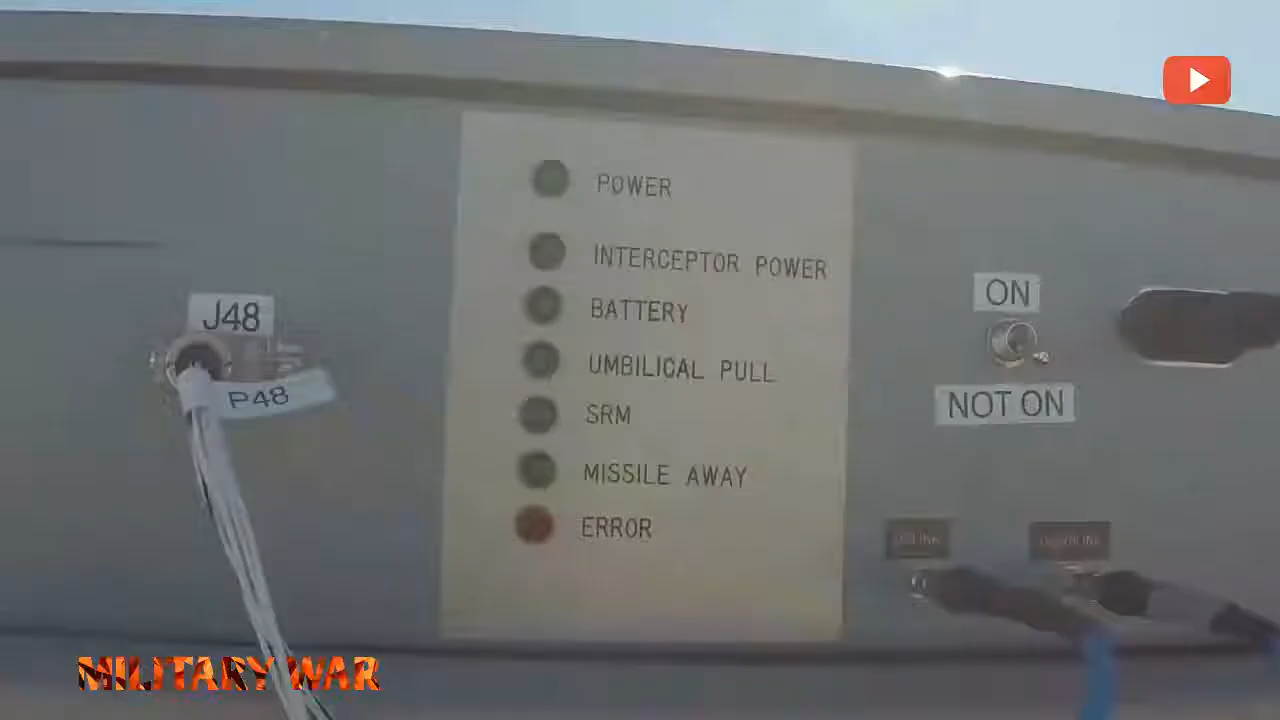 POWER
INTERCEPTOR POWER
BATTERY
UMBILICAL PULL
SRM
MISSILE AWAY
ERROR
J48
P48
ON
NOT ON
MILITARY WAR